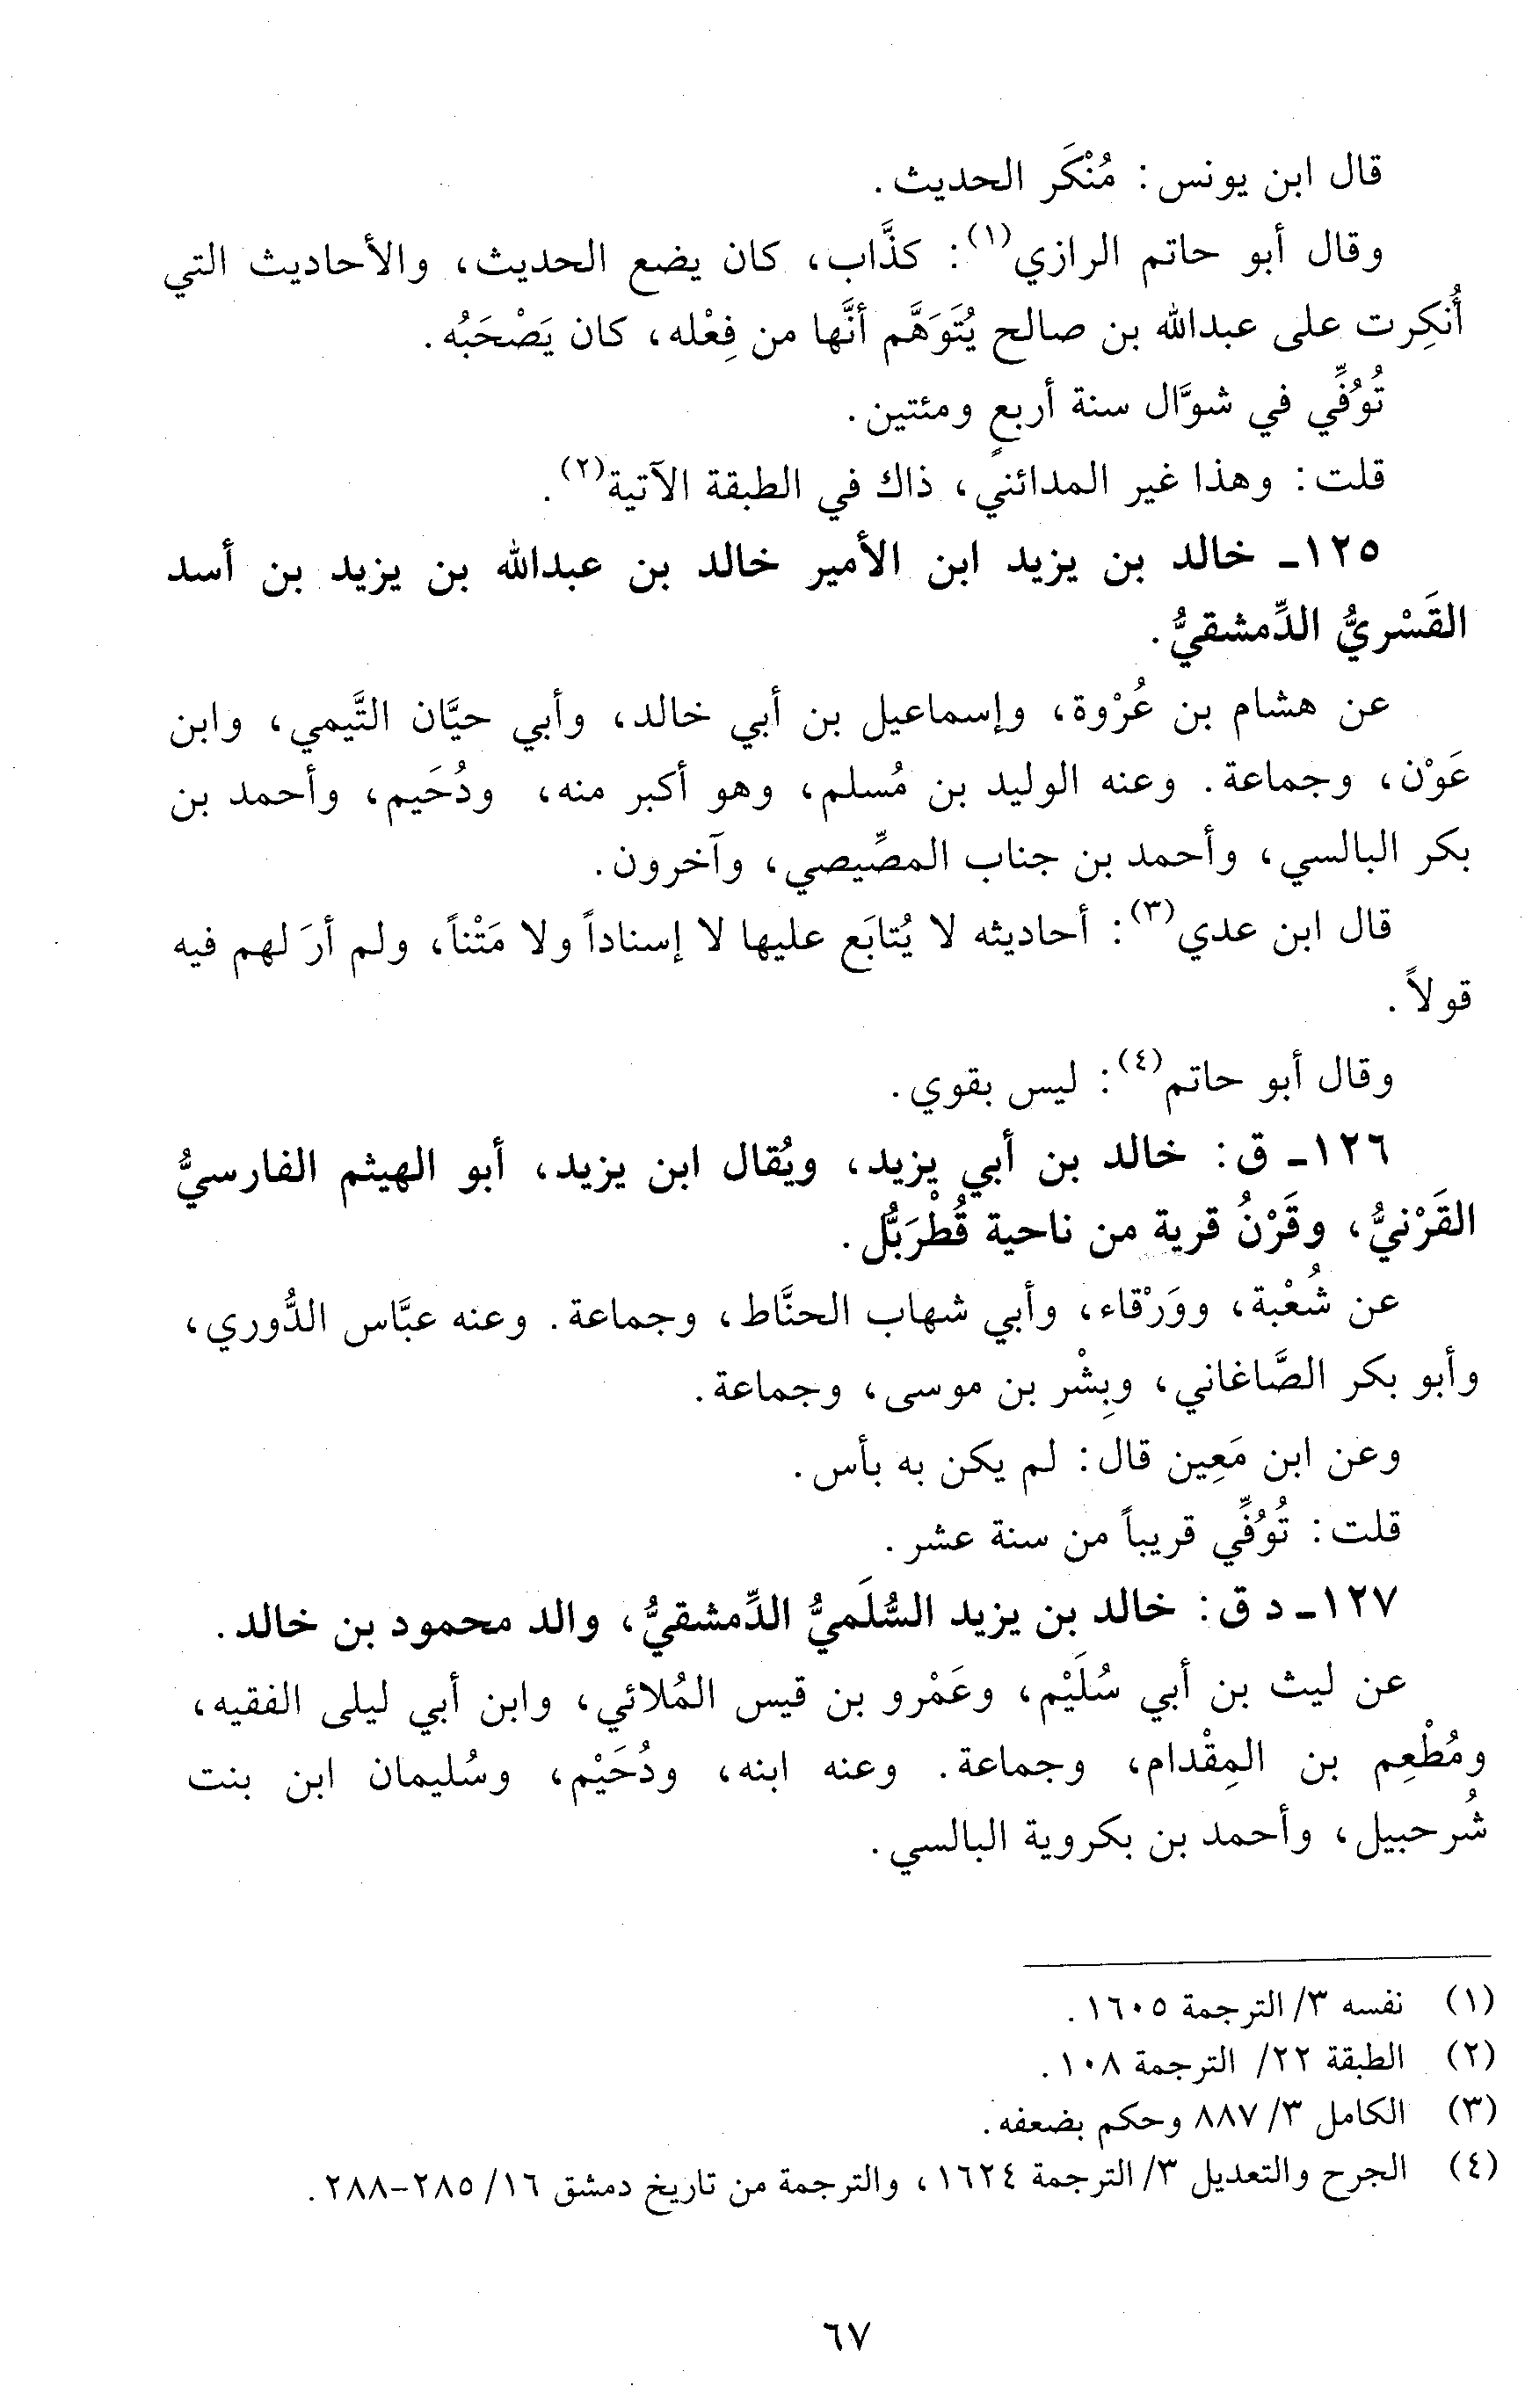 قال ابن يونس: مُنْكَر الحديث.
وقال أبو حاتم الرازي(١): كذَّاب، كان يضع الحديث، والأحاديث التي
أُنكِرت على عبدالله بن صالح يُتَوَهَّم أنَّها من فِعْله، كان يَصْحَبُه.
تُوُفِّي في شوَّال سنة أربعٍ ومئتين.
قلت: وهذا غير المدائني، ذاك في الطبقة الآتية(٢).
١٢٥ـ خالد بن يزيد ابن الأمير خالد بن عبدالله بن يزيد بن أسد
القَسْريُّ الدِّمشقيُّ.
عن هشام بن عُرْوة، وإسماعيل بن أبي خالد، وأبي حيَّان التَّيمي، وابن
عَوْن، وجماعة. وعنه الوليد بن مُسلم، وهو أكبر منه، ودُحَيم، وأحمد بن
بكر البالسي، وأحمد بن جناب المصِّيصي، وآخرون.
قال ابن عدي(٣): أحاديثه لا يُتابَع عليها لا إسناداً ولا مَتْناً، ولم أرَ لهم فيه
قولاً.
وقال أبو حاتم(٤): ليس بقوي.
١٢٦ـ ق: خالد بن أبي يزيد، ويُقال ابن يزيد، أبو الهيثم الفارسيُّ
القَرْنيُّ، وقَرْنُ قرية من ناحية قُطْرَبُّل.
عن شُعْبة، ووَرْقاء، وأبي شهاب الحنَّاط، وجماعة. وعنه عبَّاس الدُّوري،
وأبو بكر الصَّاغاني، وبِشْر بن موسى، وجماعة.
وعن ابن مَعِين قال: لم يكن به بأس.
قلت: تُوُفِّي قريباً من سنة عشر.
١٢٧ـ د ق: خالد بن يزيد السُّلَميُّ الدِّمشقيُّ، والد محمود بن خالد.
عن ليث بن أبي سُلَيْم، وعَمْرو بن قيس المُلائي، وابن أبي ليلى الفقيه،
ومُطْعِم بن المِقْدام، وجماعة. وعنه ابنه، ودُحَيْم، وسُليمان ابن بنت
شُرحبيل، وأحمد بن بكروية البالسي.
(١) نفسه ٣/ الترجمة ١٦٠٥.
(٢) الطبقة ٢٢/ الترجمة ١٠٨.
(٣) الكامل ٣/ ٨٨٧ وحكم بضعفه.
(٤) الجرح والتعديل ٣/ الترجمة ١٦٢٤، والترجمة من تاريخ دمشق ١٦/ ٢٨٥-٢٨٨.
٦٧